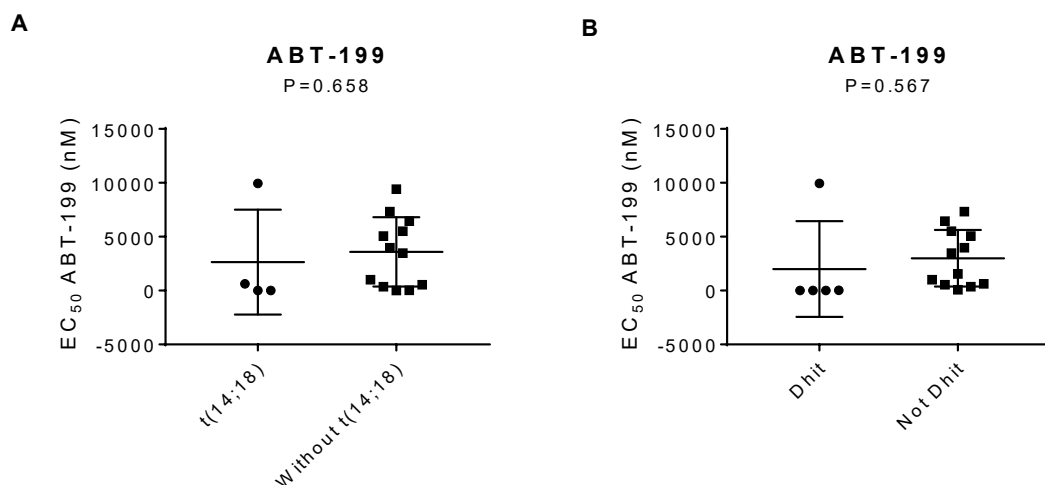 A
ABT-199
P=0.658
EC50 ABT-199 (nM)
15000
10000
5000
0
-5000
t(14;18)
Without t(14;18)
B
ABT-199
P=0.567
EC50 ABT-199 (nM)
15000
10000
5000
0
-5000
Dhit
Not Dhit